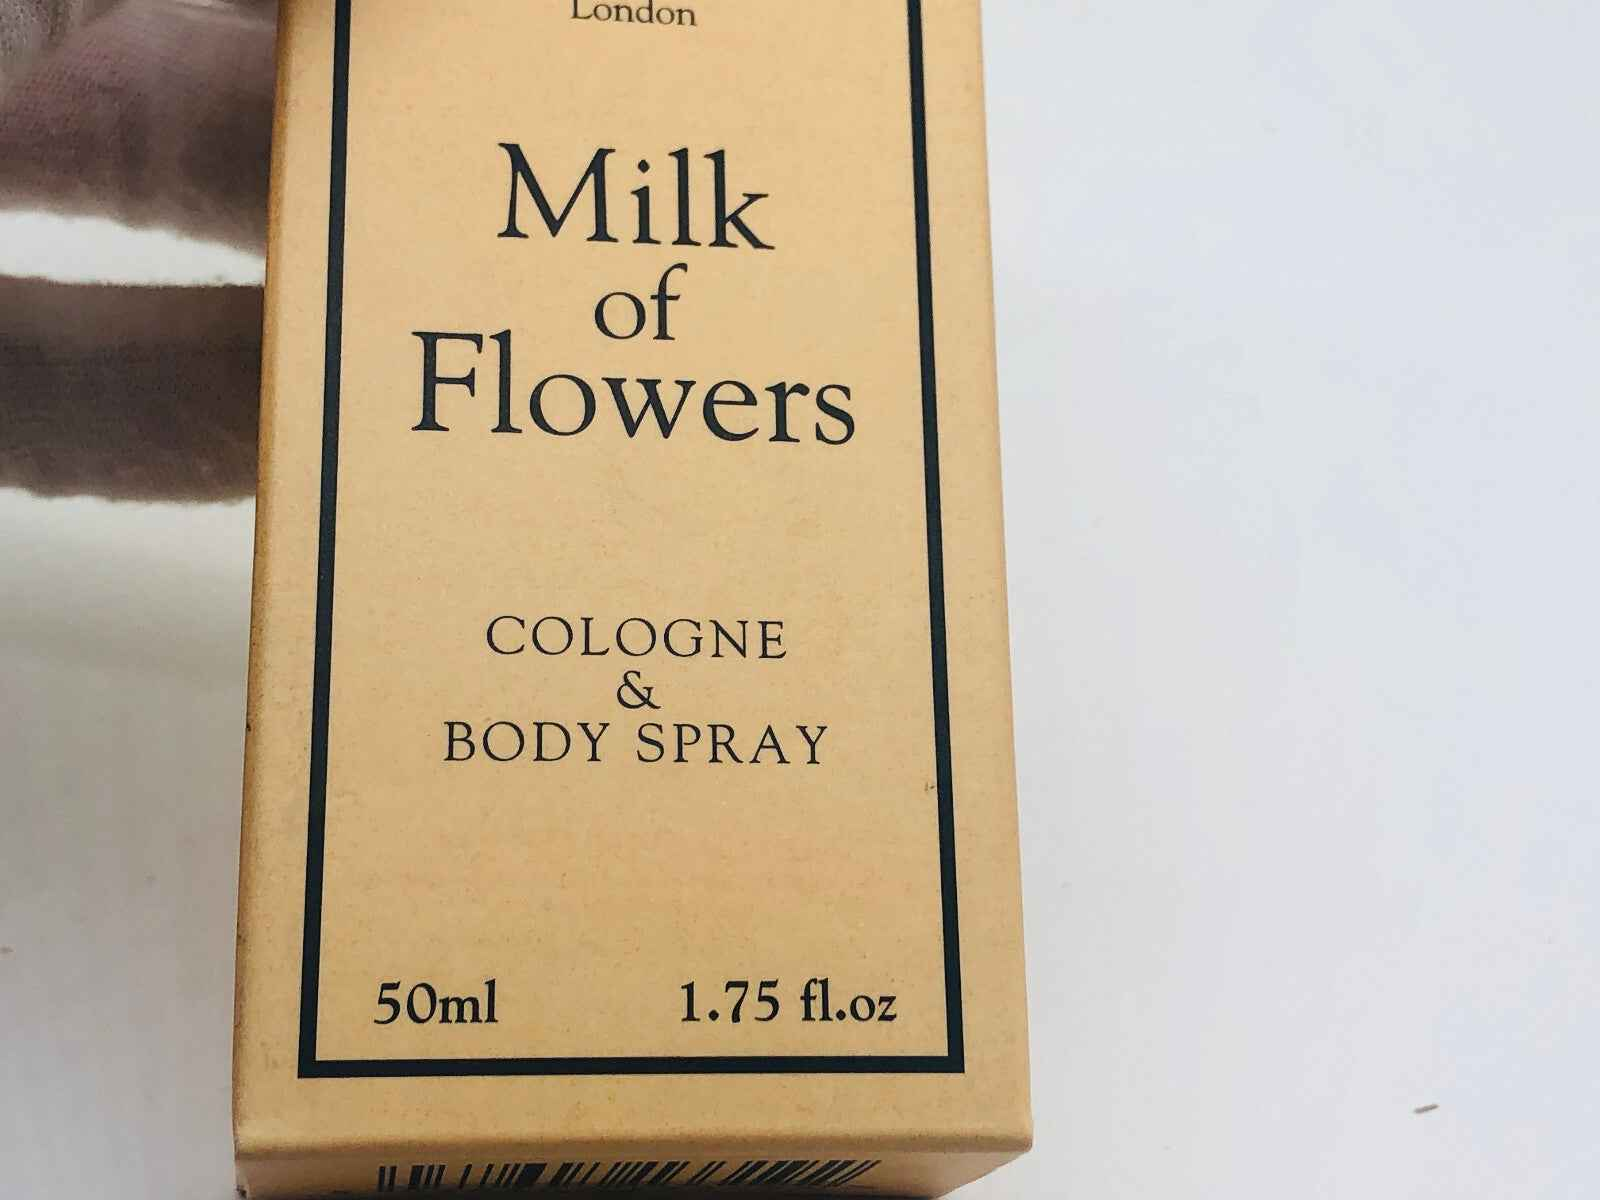 London
Milk
of
Flowers
COLOGNE
&
BODY SPRAY
50ml 1.75 fl.oz